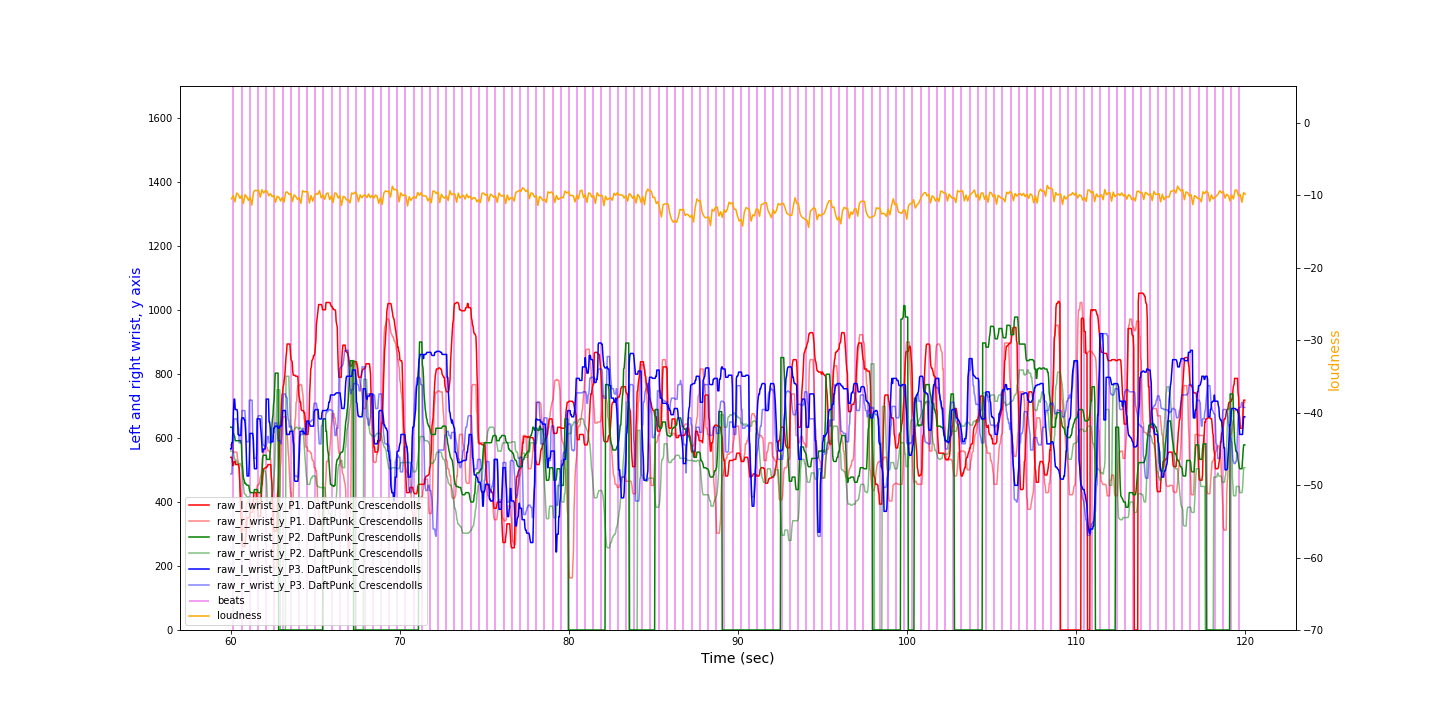 1600
1400
1200
1000
800
600
400
200
0
Left and right wrist, y axis
0
−10
−20
−30
−40
−50
−60
−70
loudness
raw_l_wrist_y_P1. DaftPunk_Crescendolls
raw_r_wrist_y_P1. DaftPunk_Crescendolls
raw_l_wrist_y_P2. DaftPunk_Crescendolls
raw_r_wrist_y_P2. DaftPunk_Crescendolls
raw_l_wrist_y_P3. DaftPunk_Crescendolls
raw_r_wrist_y_P3. DaftPunk_Crescendolls
beats
loudness
60 70 80 90 100 110 120
Time (sec)